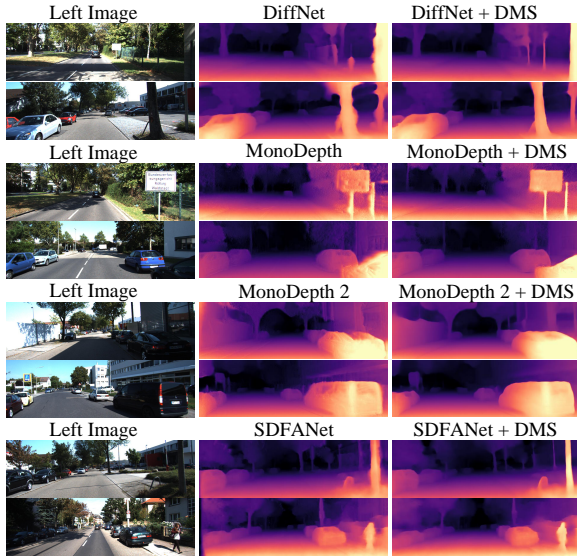 Left Image DiffNet DiffNet + DMS
Left Image MonoDepth MonoDepth + DMS
Left Image MonoDepth 2 MonoDepth 2 + DMS
Left Image SDFANet SDFANet + DMS